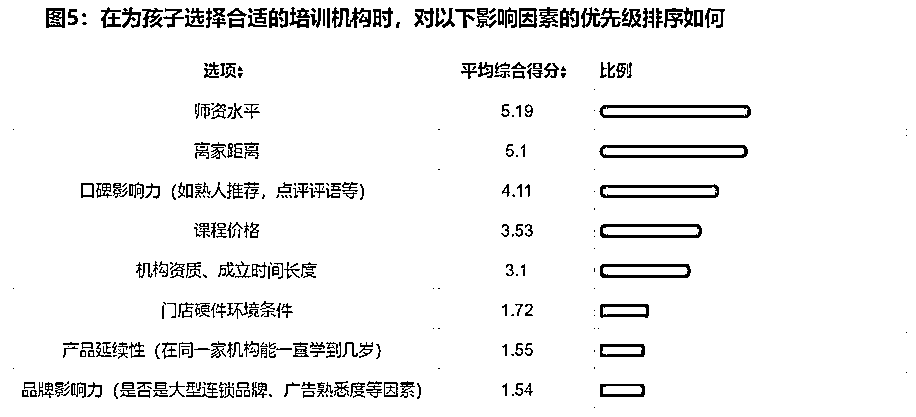 图5：在为孩子选择合适的培训机构时，对以下影响因素的优先级排序如何
选项： 平均综合得分： 比例
师资水平 5.19
离家距离 5.1
口碑影响力（如熟人推荐，点评评语等） 4.11
课程价格 3.53
机构资质、成立时间长度 3.1
门店硬件环境条件 1.72
产品延续性（在同一家机构能一直学到几岁） 1.55
品牌影响力（是否是大型连锁品牌、广告熟悉度等因素） 1.54